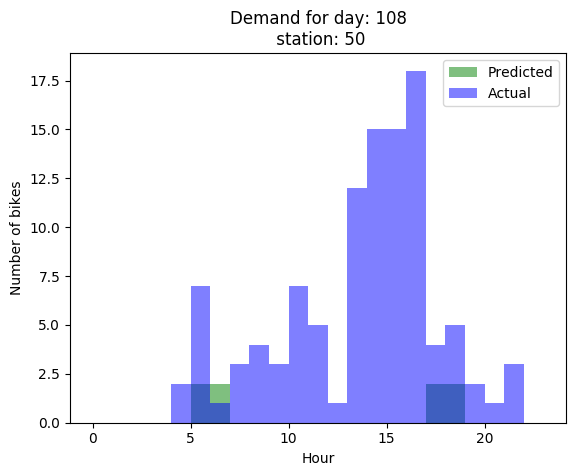 Demand for day: 108
station: 50
Predicted
Actual
Number of bikes
17.5
15.0
12.5
10.0
7.5
5.0
2.5
0.0
0
5
10
15
20
Hour